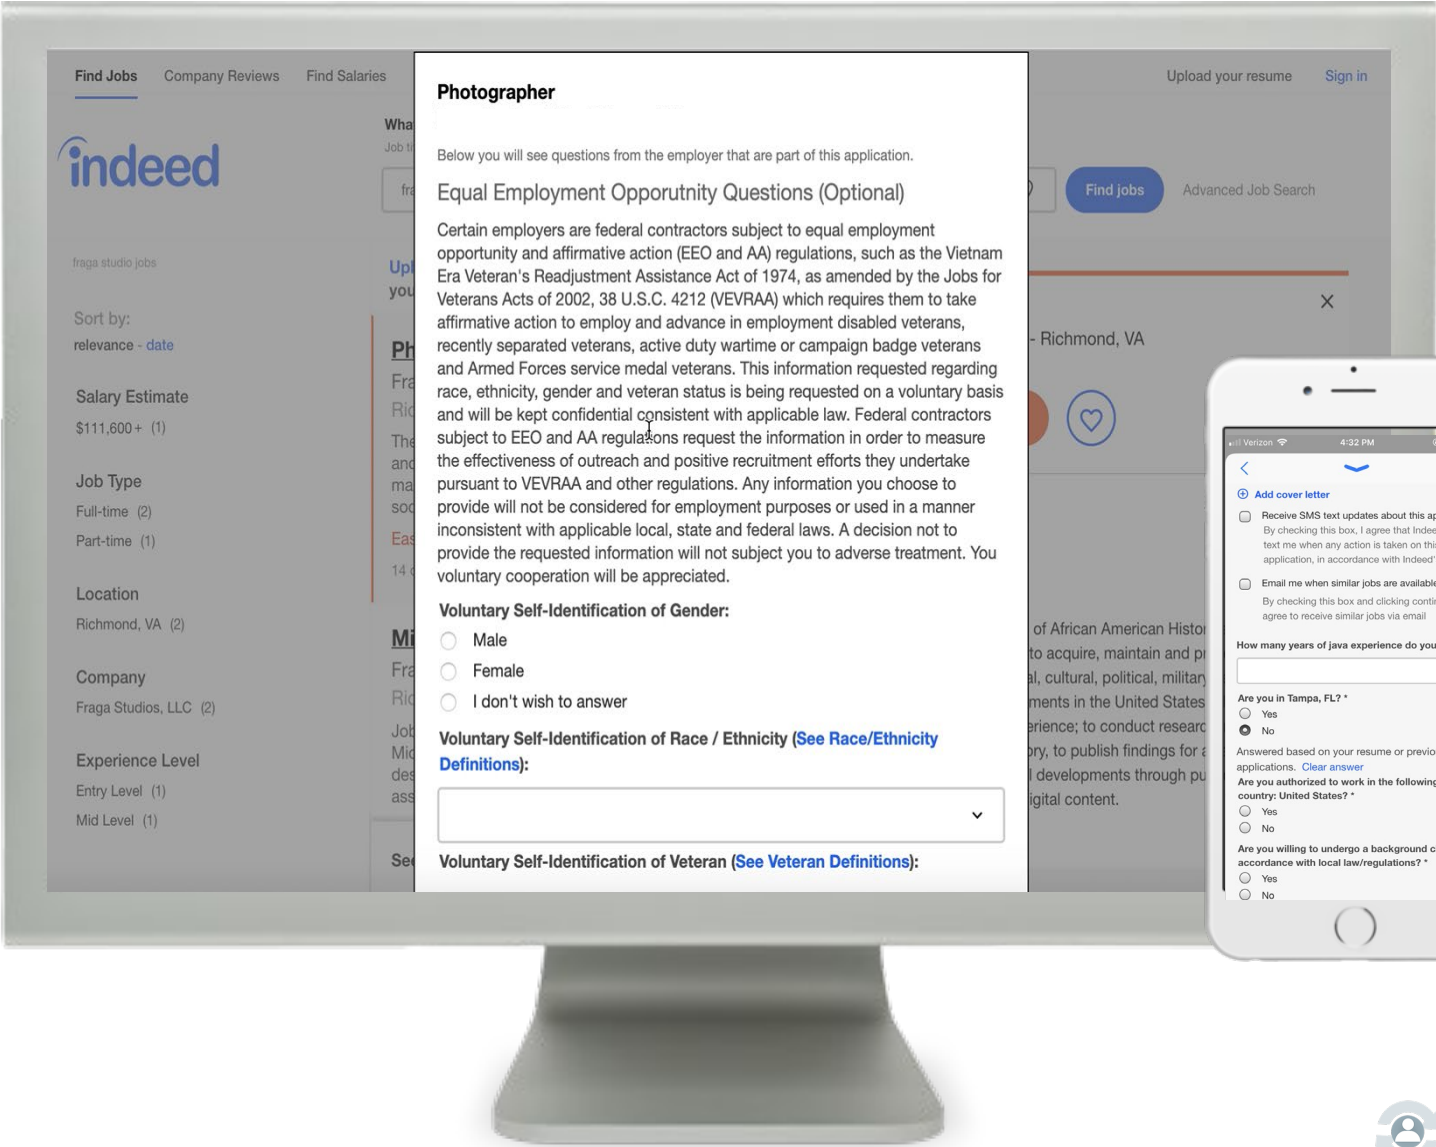 Find Jobs
Company Reviews
Find Salaries
Upload your resume
Sign in
indeed
Find jobs
Advanced Job Search
fraga studio jobs
Sort by:
relevance - date
Salary Estimate
$111,600+ (1)
Job Type
Full-time (2)
Part-time (1)
Location
Richmond, VA (2)
Company
Fraga Studios, LLC (2)
Experience Level
Entry Level (1)
Mid Level (1)
Photographer
Below you will see questions from the employer that are part of this application.
Equal Employment Opporutnity Questions (Optional)
Certain employers are federal contractors subject to equal employment
opportunity and affirmative action (EEO and AA) regulations, such as the Vietnam
Era Veteran's Readjustment Assistance Act of 1974, as amended by the Jobs for
Veterans Acts of 2002, 38 U.S.C. 4212 (VEVRAA) which requires them to take
affirmative action to employ and advance in employment disabled veterans,
recently separated veterans, active duty wartime or campaign badge veterans
and Armed Forces service medal veterans. This information requested regarding
race, ethnicity, gender and veteran status is being requested on a voluntary basis
and will be kept confidential consistent with applicable law. Federal contractors
subject to EEO and AA regulations request the information in order to measure
the effectiveness of outreach and positive recruitment efforts they undertake
pursuant to VEVRAA and other regulations. Any information you choose to
provide will not be considered for employment purposes or used in a manner
inconsistent with applicable local, state and federal laws. A decision not to
provide the requested information will not subject you to adverse treatment. You
voluntary cooperation will be appreciated.
Voluntary Self-Identification of Gender:
Male
Female
I don't wish to answer
Voluntary Self-Identification of Race / Ethnicity (See Race/Ethnicity
Definitions):
Voluntary Self-Identification of Veteran (See Veteran Definitions):
- Richmond, VA
of African American Histor
to acquire, maintain and pr
al, cultural, political, military
ments in the United States
erience; to conduct researc
ory, to publish findings for a
l developments through pu
igital content.
Verizon
4:32 PM
Add cover letter
Receive SMS text updates about this ap
By checking this box, I agree that Indee
text me when any action is taken on this
application, in accordance with Indeed'
Email me when similar jobs are available
By checking this box and clicking contin
agree to receive similar jobs via email
How many years of java experience do you
Are you in Tampa, FL? *
Yes
No
Answered based on your resume or previo
applications. Clear answer
Are you authorized to work in the following
country: United States? *
Yes
No
Are you willing to undergo a background c
accordance with local law/regulations? *
Yes
No